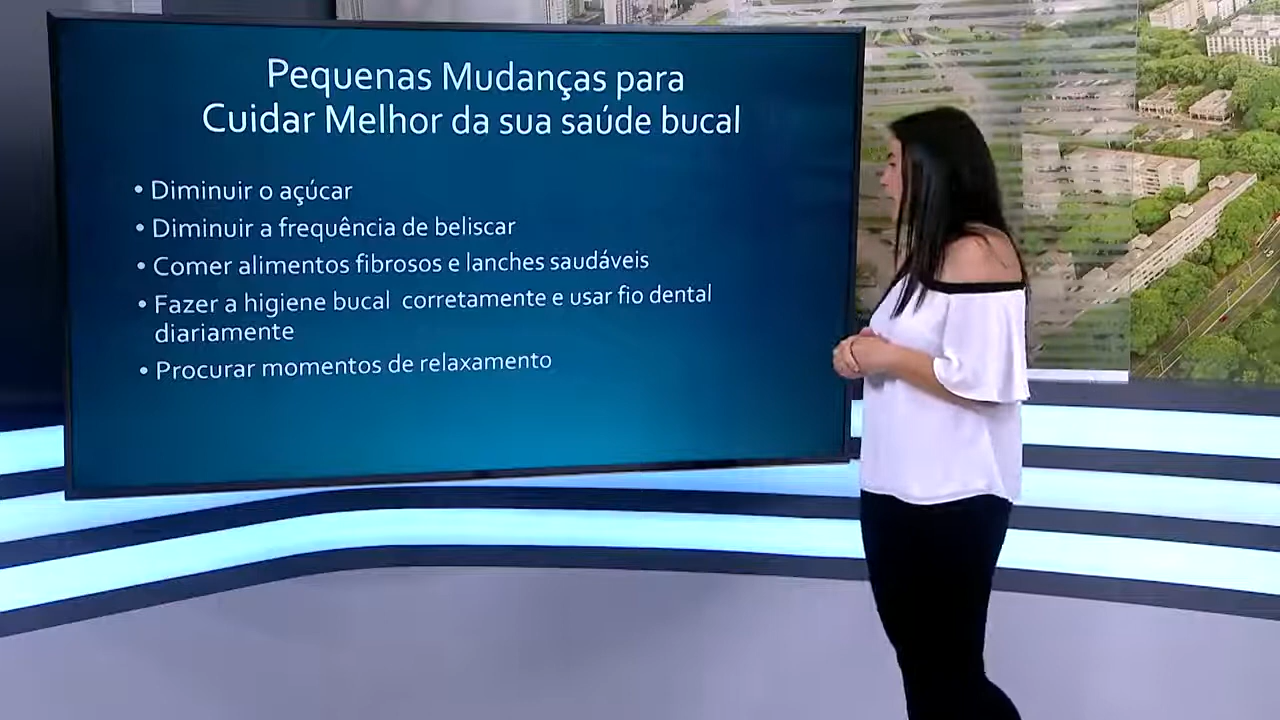 Pequenas Mudanças para
Cuidar Melhor da sua saúde bucal
• Diminuir o açúcar
• Diminuir a frequência de beliscar
• Comer alimentos fibrosos e lanches saudáveis
• Fazer a higiene bucal corretamente e usar fio dental
diariamente
• Procurar momentos de relaxamento